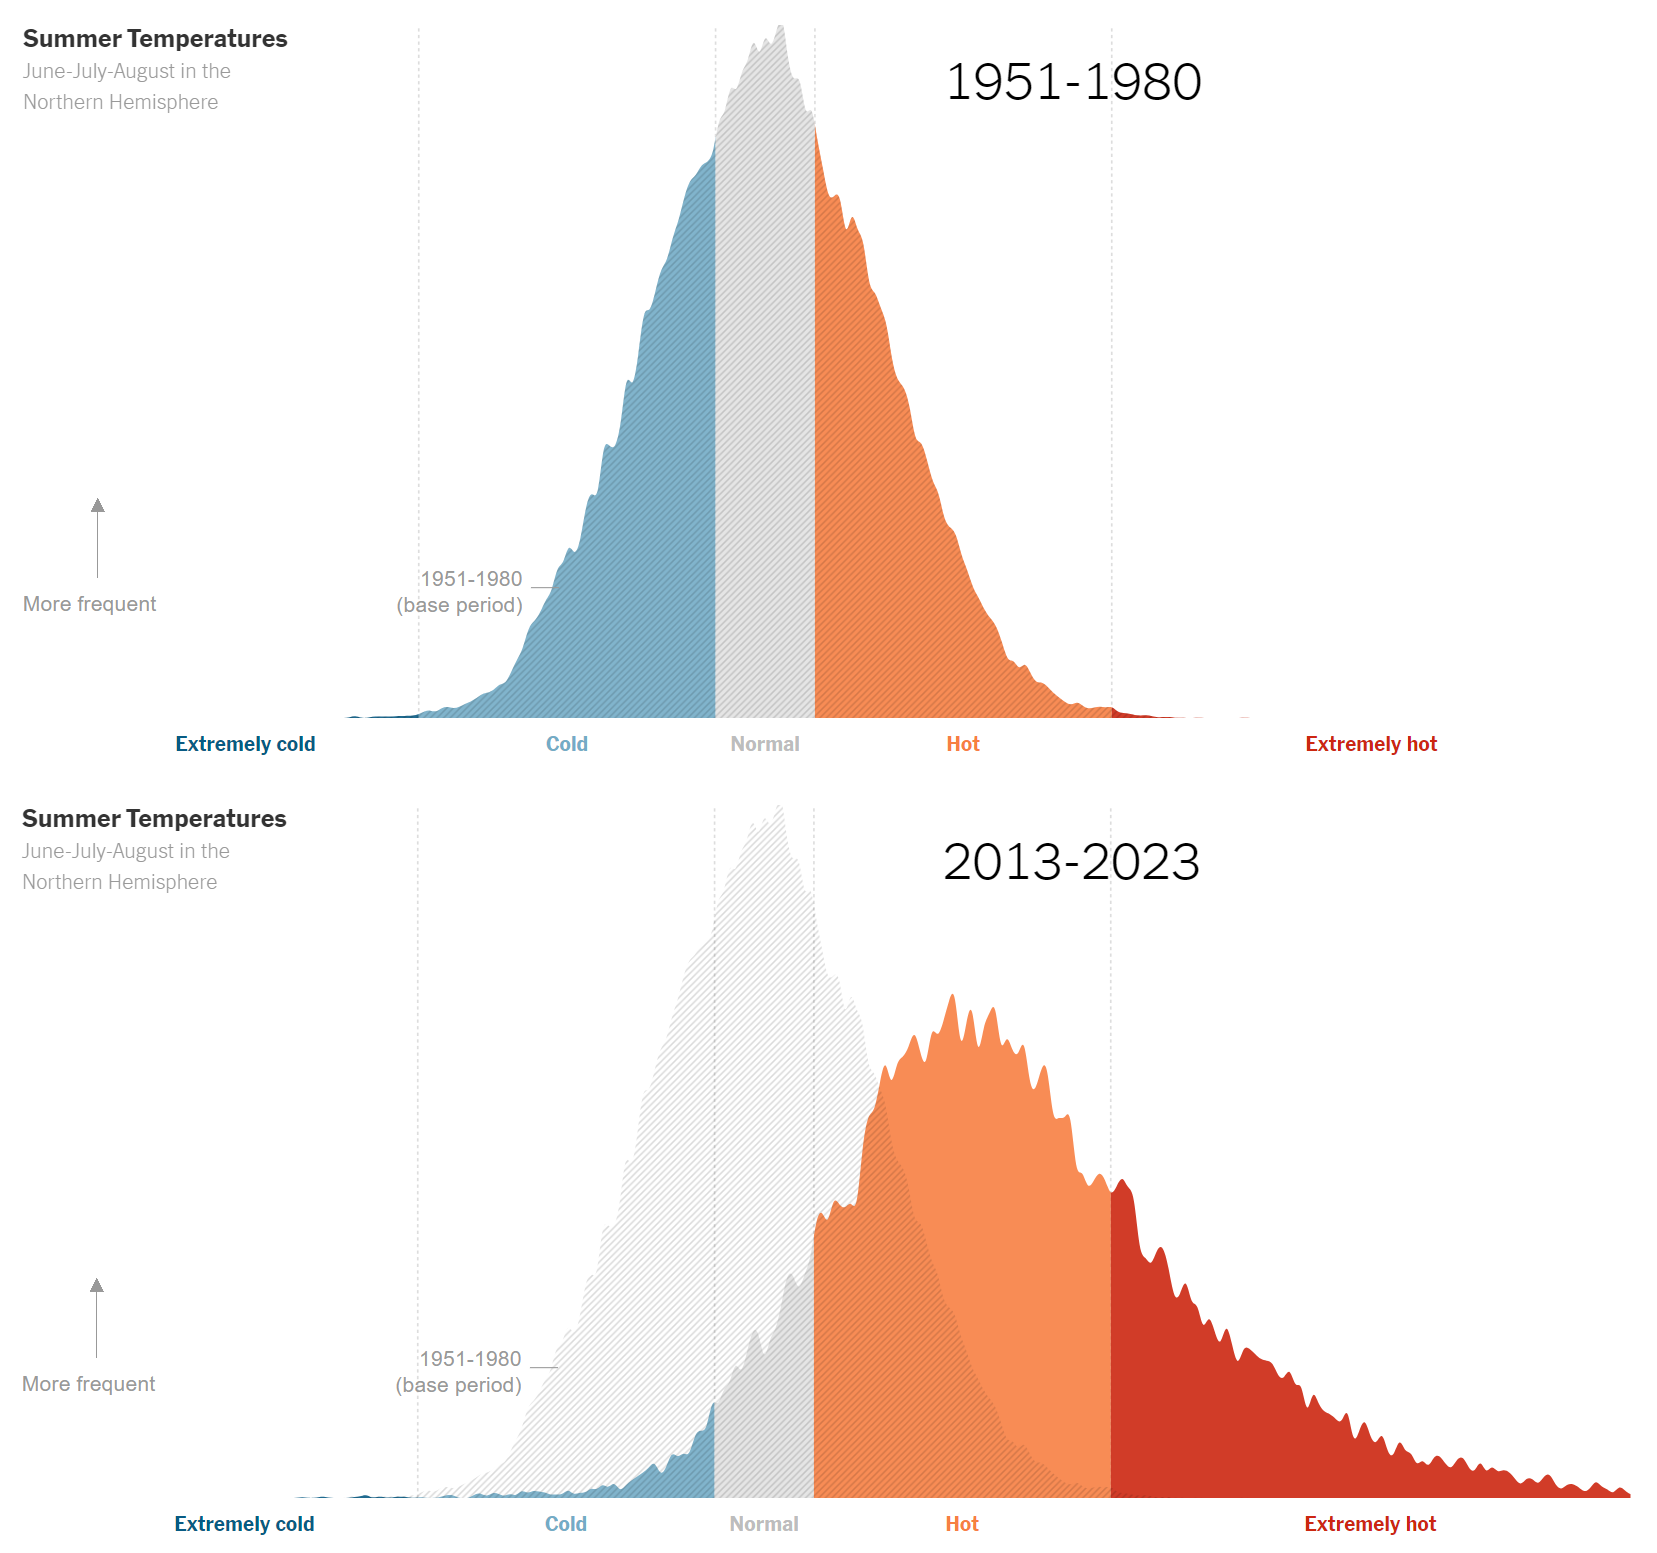 Summer Temperatures
June-July-August in the
Northern Hemisphere
1951-1980
1951-1980
(base period)
More frequent
Extremely cold
Cold
Normal
Hot
Extremely hot
Summer Temperatures
June-July-August in the
Northern Hemisphere
2013-2023
1951-1980
(base period)
More frequent
Extremely cold
Cold
Normal
Hot
Extremely hot